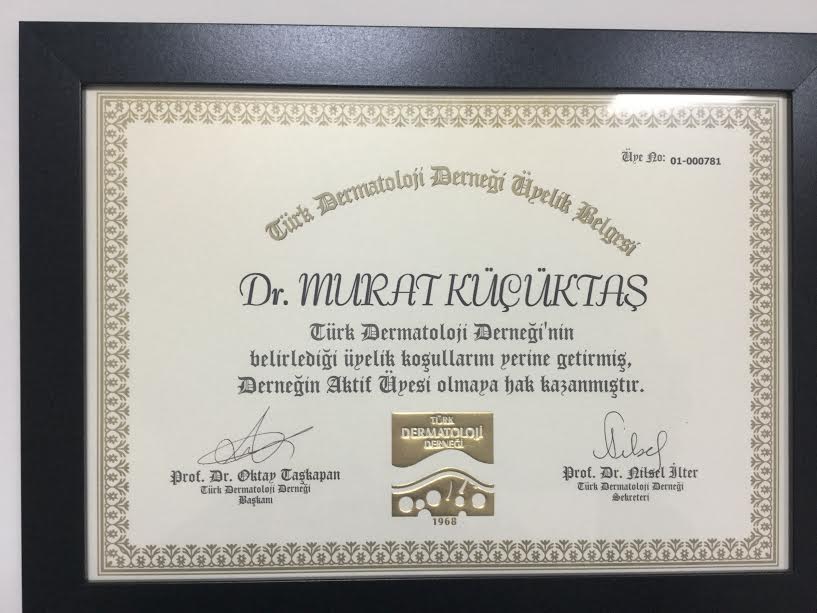 Üye No: 01-000781
Türk Dermatoloji Derneği Üyelik Belgesi
Dr. MURAT KÜÇÜKTAŞ
Türk Dermatoloji Derneği'nin
belirlediği üyelik koşullarını yerine getirmiş,
Derneğin Aktif Üyesi olmaya hak kazanmıştır.
TÜRK
DERMATOLOJİ
DERNEĞİ
1968
Prof. Dr. Oktay Taşkapan
Türk Dermatoloji Derneği
Başkanı
Nilsel
Prof. Dr. Nilsel İlter
Türk Dermatoloji Derneği
Sekreteri